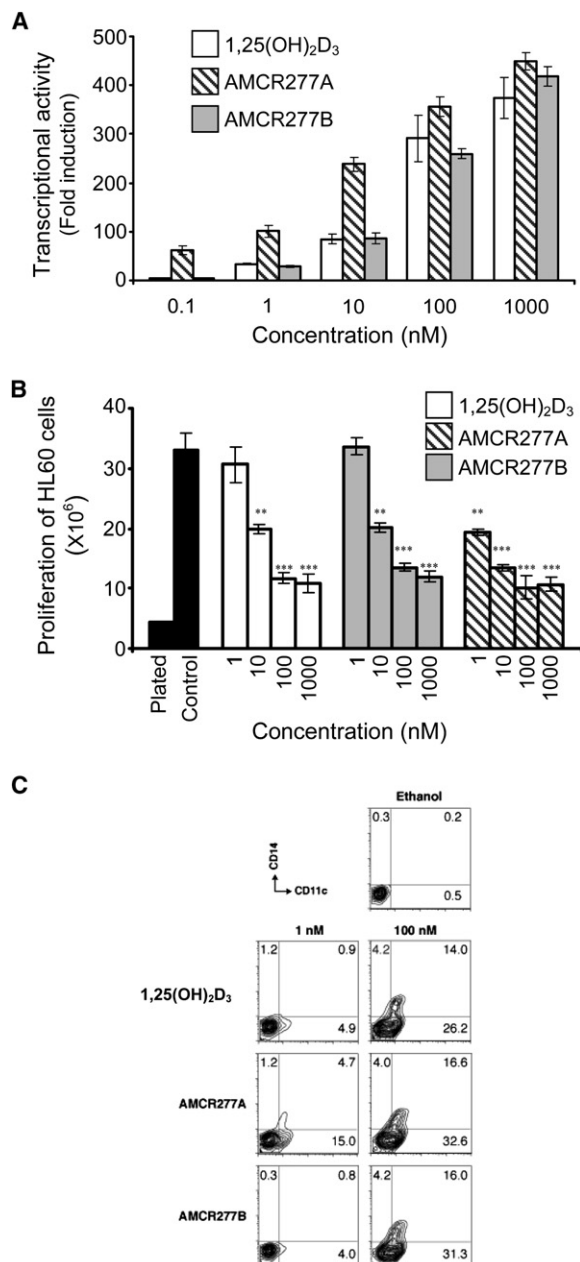 A
500
400
300
200
100
0
Transcriptional activity
(Fold induction)
1,25(OH)₂D₃
AMCR277A
AMCR277B
0.1 1 10 100 1000
Concentration (nM)
B
40
30
20
10
0
Proliferation of HL60 cells
(X10⁶)
1,25(OH)₂D₃
AMCR277A
AMCR277B
** *** ***
** *** ***
** *** *** ***
Plated Control 1 10 100 1000 1 10 100 1000 1 10 100 1000
Concentration (nM)
C
Ethanol
CD14
CD11c
0.3 0.2
0.5
1 nM 100 nM
1,25(OH)₂D₃
1.2 0.9 4.2 14.0
4.9 26.2
AMCR277A
1.2 4.7 4.0 16.6
15.0 32.6
AMCR277B
0.3 0.8 4.2 16.0
4.0 31.3